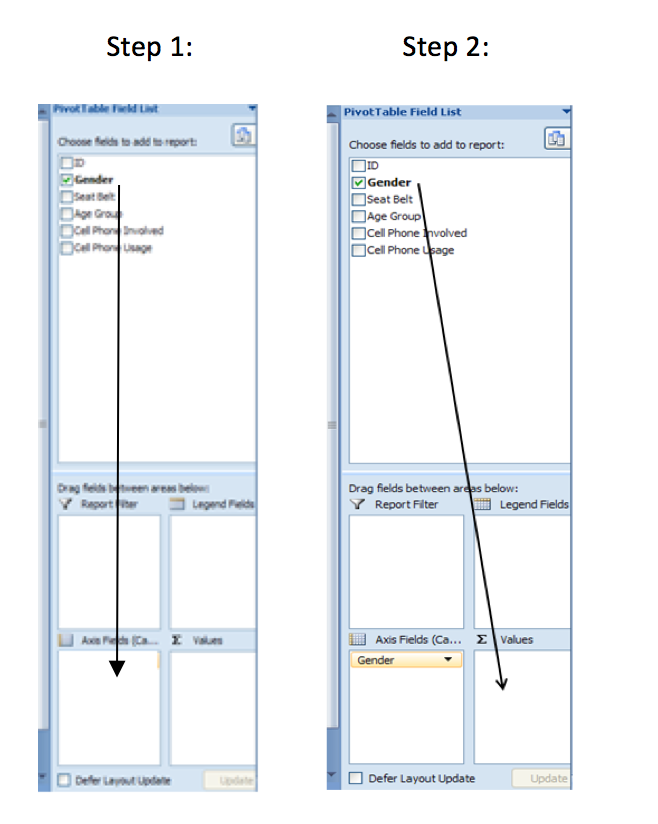 Step 1:
Step 2:
PivotTable Field List
Choose fields to add to report:
ID
Gender
Seat Belt
Age Group
Cell Phone Involved
Cell Phone Usage
Drag fields between areas below:
Report Filter
Legend Fields
Axis Fields (Ca...
Σ Values
Defer Layout Update
Update
PivotTable Field List
Choose fields to add to report:
ID
Gender
Seat Belt
Age Group
Cell Phone Involved
Cell Phone Usage
Drag fields between areas below:
Report Filter
Legend Fields
Axis Fields (Ca...
Σ Values
Gender
Defer Layout Update
Update